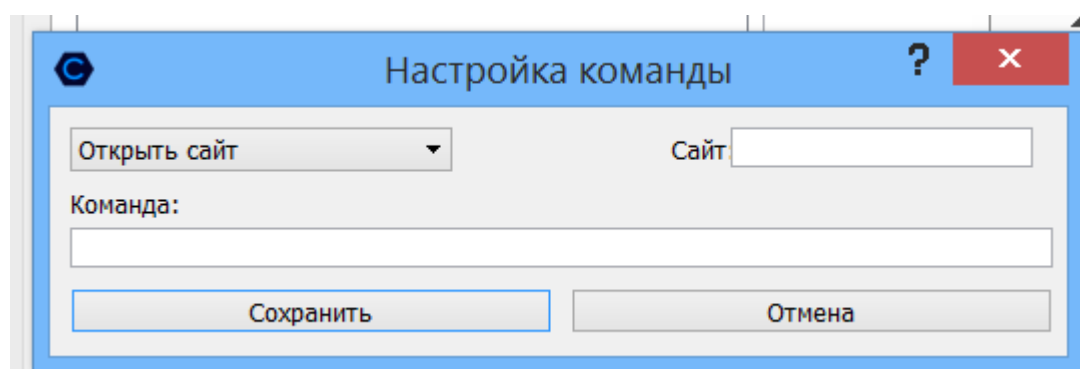 Настройка команды ?
Открыть сайт Сайт:
Команда:
Сохранить Отмена